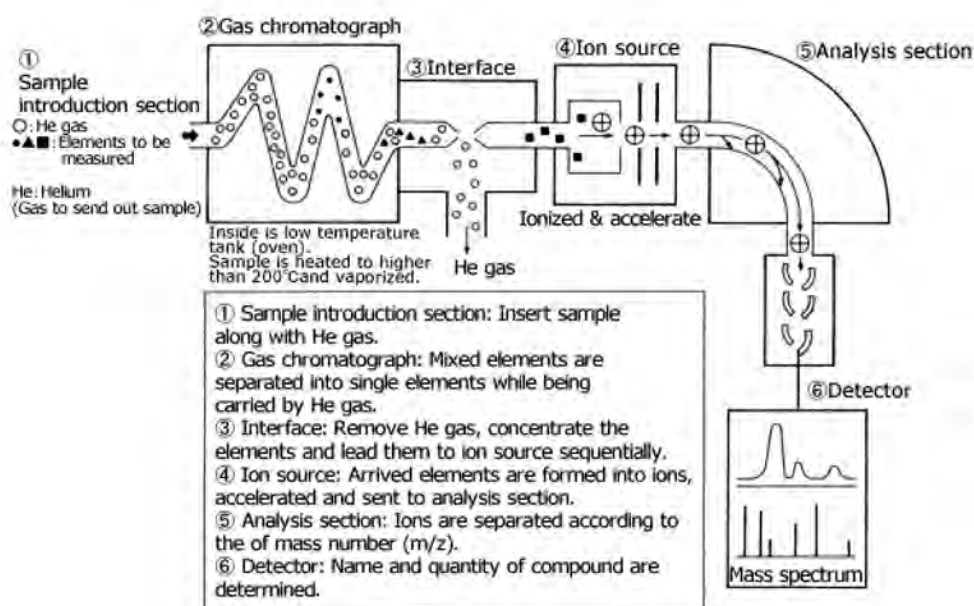 ②Gas chromatograph
①
Sample
introduction section
○: He gas
●▲■: Elements to be
measured
He: Helium
(Gas to send out sample)
③Interface
④Ion source
⑤Analysis section
Inside is low temperature
tank (oven).
Sample is heated to higher
than 200℃and vaporized.
He gas
Ionized & accelerate
① Sample introduction section: Insert sample
along with He gas.
② Gas chromatograph: Mixed elements are
separated into single elements while being
carried by He gas.
③ Interface: Remove He gas, concentrate the
elements and lead them to ion source sequentially.
④ Ion source: Arrived elements are formed into ions,
accelerated and sent to analysis section.
⑤ Analysis section: Ions are separated according to
the of mass number (m/z).
⑥ Detector: Name and quantity of compound are
determined.
⑥Detector
Mass spectrum